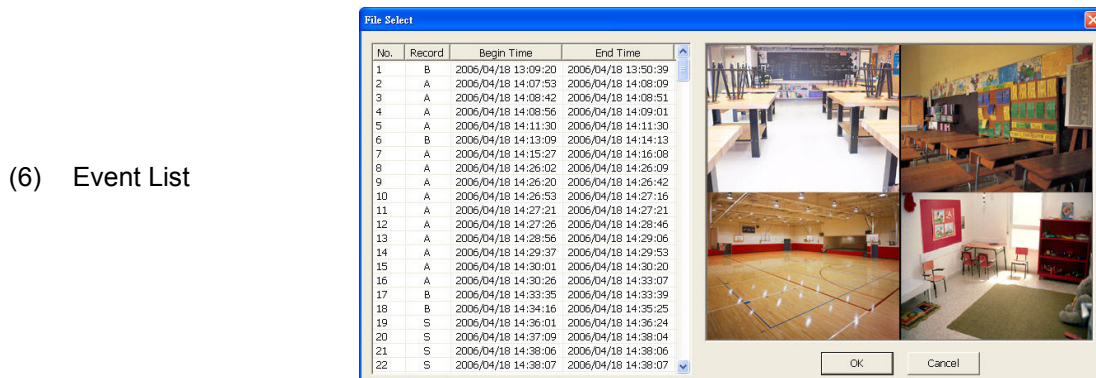 File Select
No. Record Begin Time End Time
1 B 2006/04/18 13:09:20 2006/04/18 13:50:39
2 A 2006/04/18 14:07:53 2006/04/18 14:08:09
3 A 2006/04/18 14:08:42 2006/04/18 14:08:51
4 A 2006/04/18 14:08:56 2006/04/18 14:09:01
5 A 2006/04/18 14:11:30 2006/04/18 14:11:30
6 B 2006/04/18 14:13:09 2006/04/18 14:14:13
(6) Event List
7 A 2006/04/18 14:15:27 2006/04/18 14:16:08
8 A 2006/04/18 14:26:02 2006/04/18 14:26:09
9 A 2006/04/18 14:26:20 2006/04/18 14:26:42
10 A 2006/04/18 14:26:53 2006/04/18 14:27:16
11 A 2006/04/18 14:27:21 2006/04/18 14:27:21
12 A 2006/04/18 14:27:26 2006/04/18 14:28:46
13 A 2006/04/18 14:28:56 2006/04/18 14:29:06
14 A 2006/04/18 14:29:37 2006/04/18 14:29:53
15 A 2006/04/18 14:30:01 2006/04/18 14:30:20
16 A 2006/04/18 14:30:26 2006/04/18 14:33:07
17 B 2006/04/18 14:33:35 2006/04/18 14:33:39
18 B 2006/04/18 14:34:16 2006/04/18 14:35:25
19 S 2006/04/18 14:36:01 2006/04/18 14:36:24
20 S 2006/04/18 14:37:09 2006/04/18 14:38:04
21 S 2006/04/18 14:38:06 2006/04/18 14:38:06
22 S 2006/04/18 14:38:07 2006/04/18 14:38:07
OK Cancel